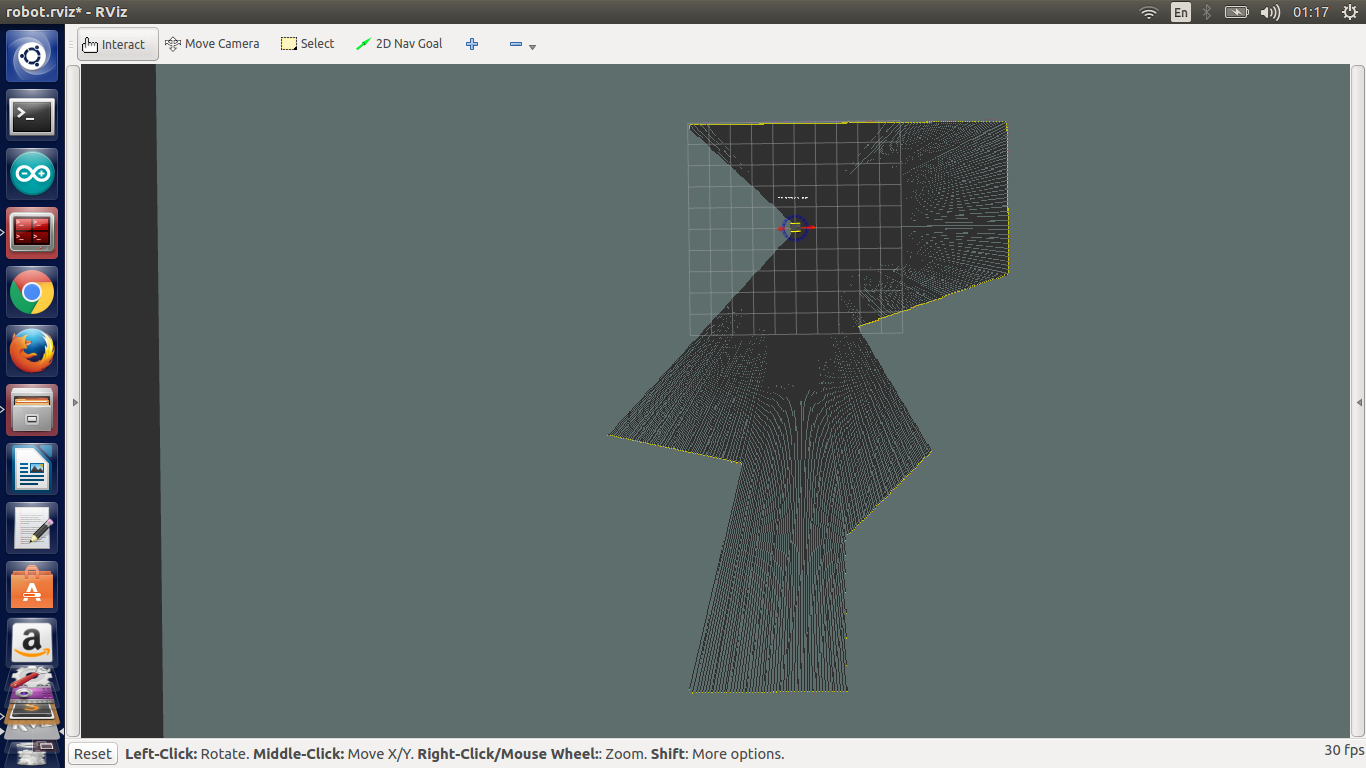 robot.rviz* - RViz
En
01:17
Interact
Move Camera
Select
2D Nav Goal
Reset
Left-Click: Rotate. Middle-Click: Move X/Y. Right-Click/Mouse Wheel:: Zoom. Shift: More options.
30 fps